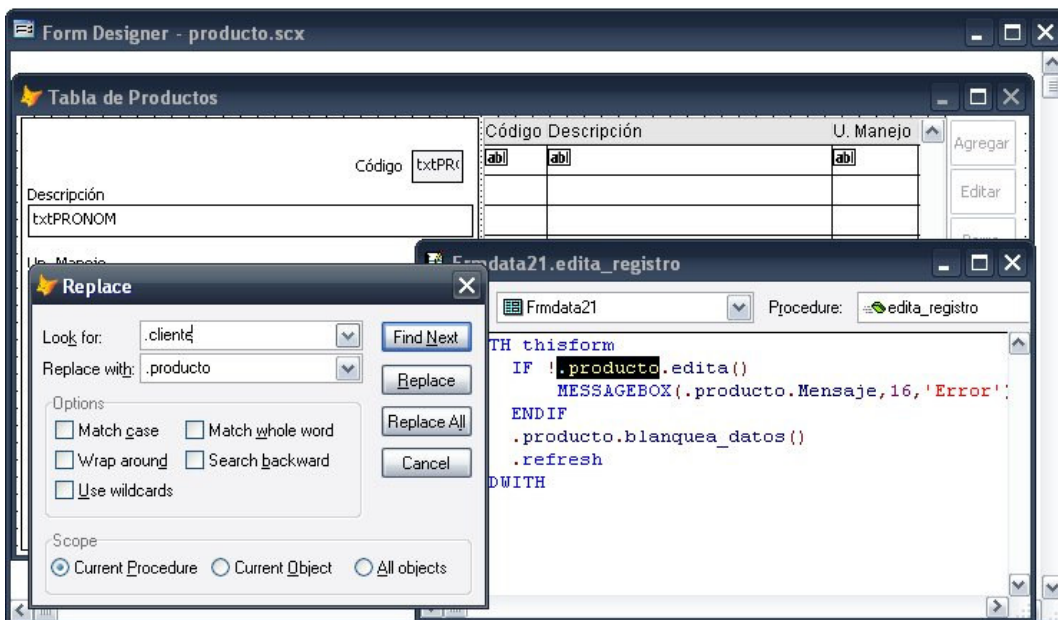 Form Designer - producto.scx
Tabla de Productos
Código Descripción U. Manejo
abl abl abl
Código txtPR
Descripción
txtPRONOM
Agregar
Editar
Frmdata21.edita_registro
Frmdata21 Procedure: edita_registro
TH thisform
IF !.producto.edita()
MESSAGEBOX(.producto.Mensaje,16,'Error'
ENDIF
.producto.blanquea_datos()
.refresh
DWITH
Replace
Look for: .cliente
Replace with: .producto
Find Next
Replace
Replace All
Cancel
Options
Match case Match whole word
Wrap around Search backward
Use wildcards
Scope
Current Procedure Current Object All objects